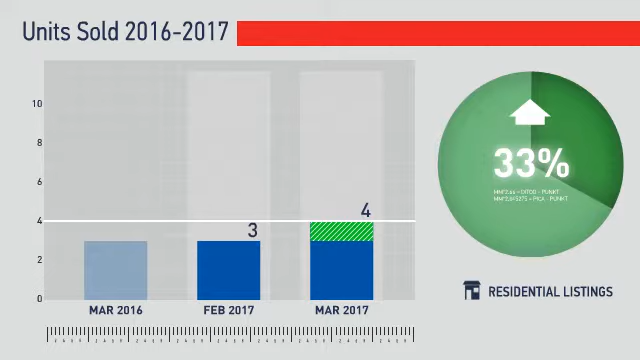 Units Sold 2016-2017
10
8
6
4
2
0
3
4
MAR 2016
FEB 2017
MAR 2017
33%
RESIDENTIAL LISTINGS